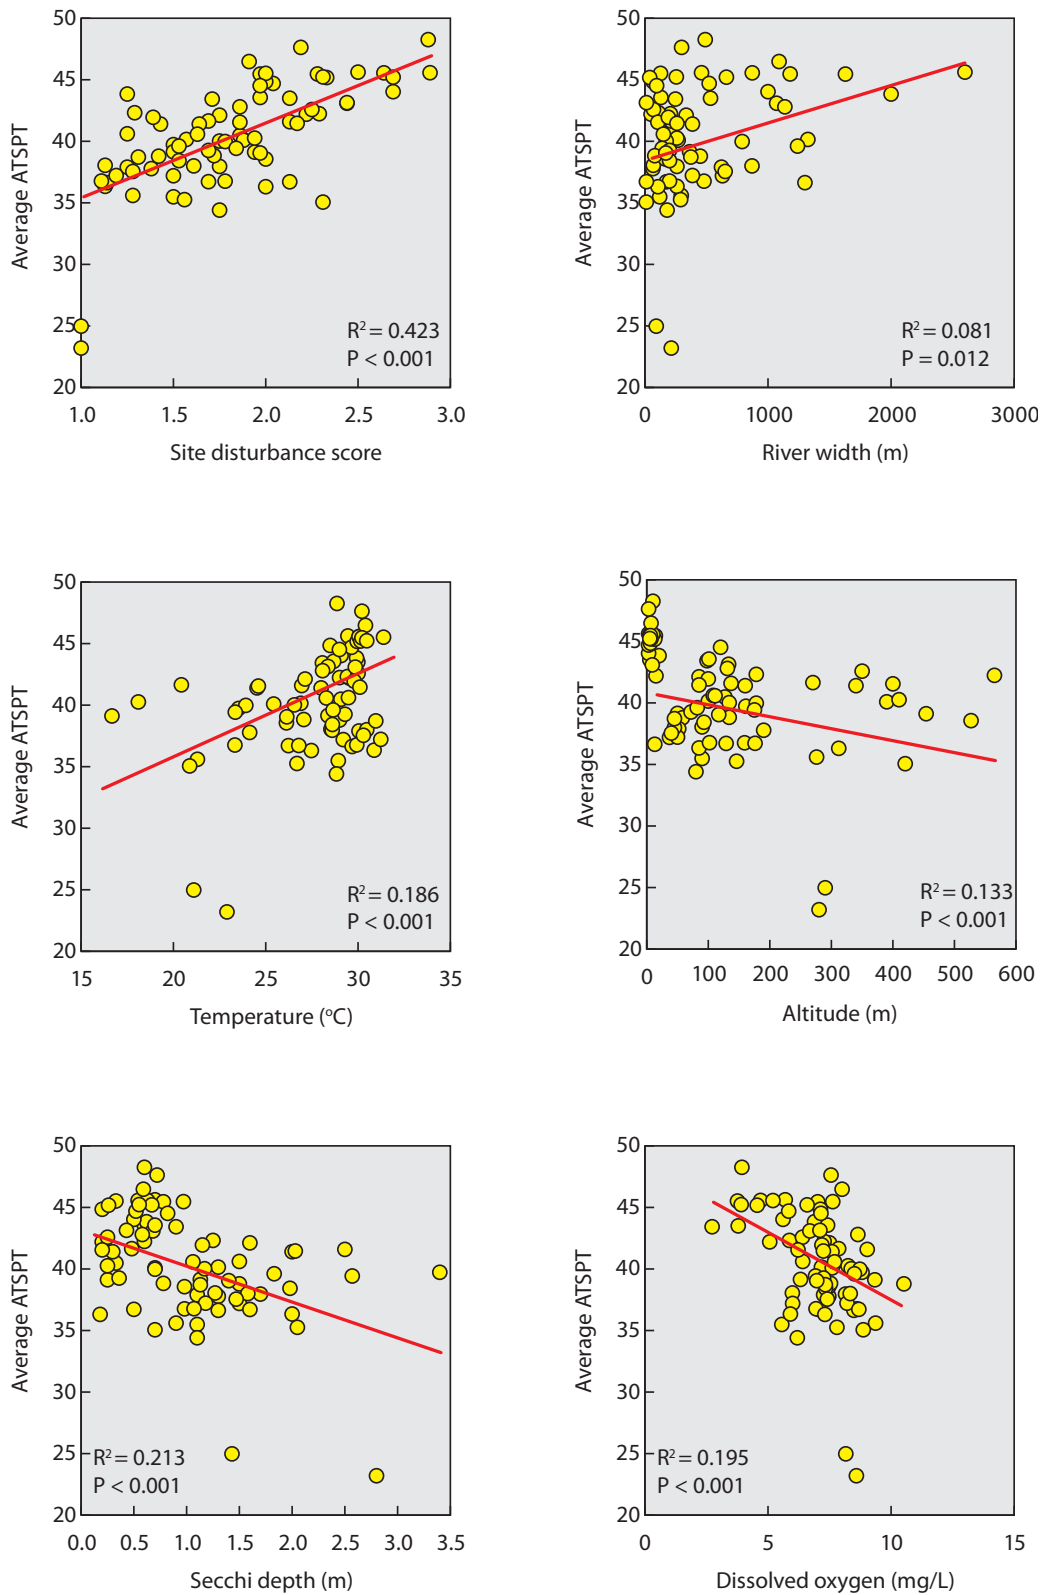 50
45
40
35
30
25
20
Average ATSPT
R² = 0.423
P < 0.001
1.0 1.5 2.0 2.5 3.0
Site disturbance score
50
45
40
35
30
25
20
Average ATSPT
R² = 0.081
P = 0.012
0 1000 2000 3000
River width (m)
50
45
40
35
30
25
20
Average ATSPT
R² = 0.186
P < 0.001
15 20 25 30 35
Temperature (°C)
50
45
40
35
30
25
20
Average ATSPT
R² = 0.133
P < 0.001
0 100 200 300 400 500 600
Altitude (m)
50
45
40
35
30
25
20
Average ATSPT
R² = 0.213
P < 0.001
0.0 0.5 1.0 1.5 2.0 2.5 3.0 3.5
Secchi depth (m)
50
45
40
35
30
25
20
Average ATSPT
R² = 0.195
P < 0.001
0 5 10 15
Dissolved oxygen (mg/L)